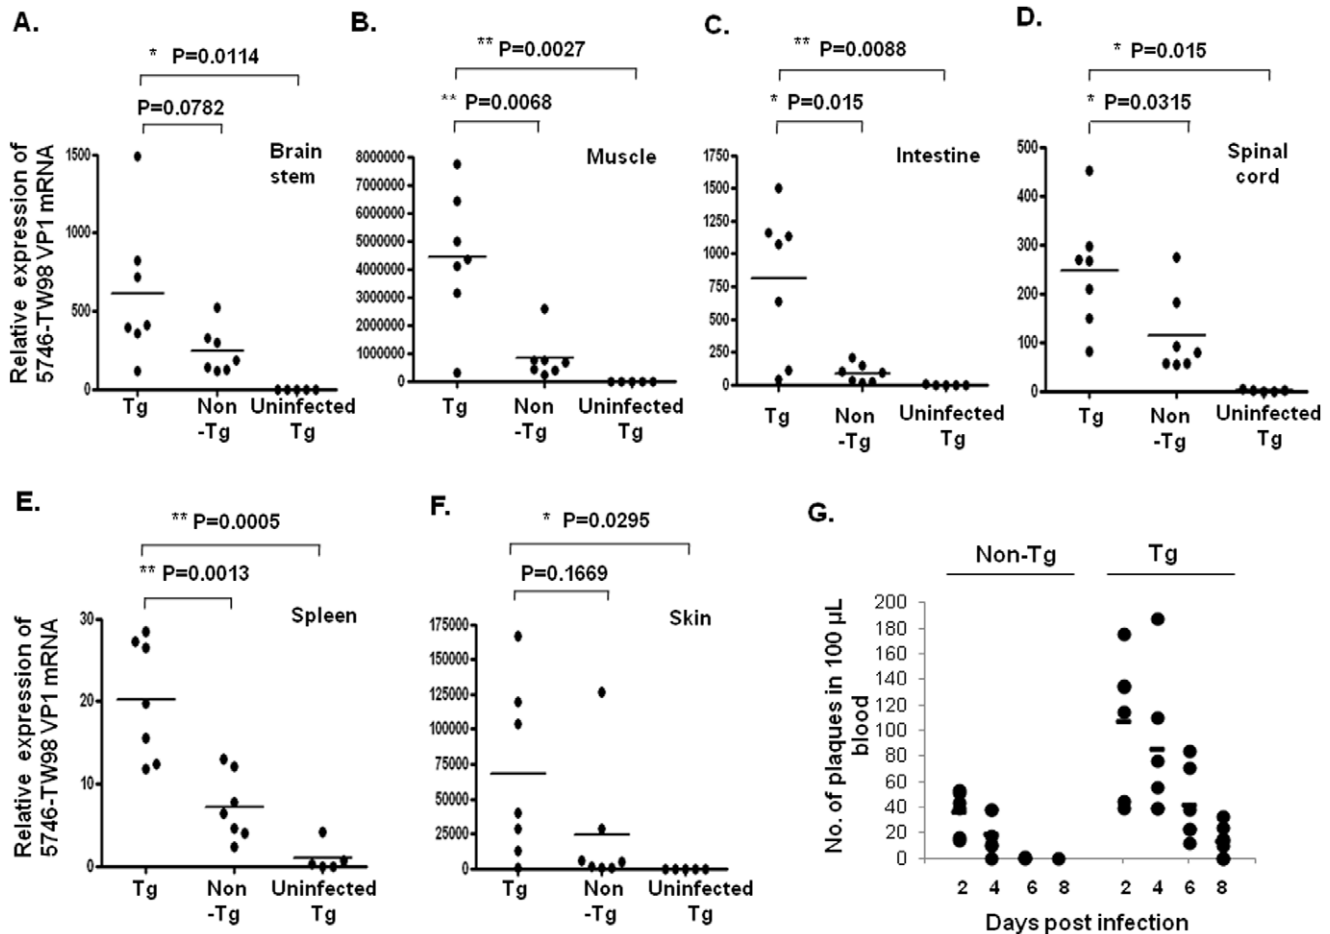 A.
* P=0.0114
P=0.0782
Relative expression of
5746-TW98 VP1 mRNA
1500
1000
500
0
Brain
stem
Tg
Non
-Tg
Uninfected
Tg
B.
** P=0.0027
** P=0.0068
8000000
7000000
6000000
5000000
4000000
3000000
2000000
1000000
0
Muscle
Tg
Non
-Tg
Uninfected
Tg
C.
** P=0.0088
* P=0.015
1750
1500
1250
1000
750
500
250
0
Intestine
Tg
Non
-Tg
Uninfected
Tg
D.
* P=0.015
* P=0.0315
500
400
300
200
100
0
Spinal
cord
Tg
Non
-Tg
Uninfected
Tg
E.
** P=0.0005
** P=0.0013
Relative expression of
5746-TW98 VP1 mRNA
30
20
10
0
Spleen
Tg
Non
-Tg
Uninfected
Tg
F.
* P=0.0295
P=0.1669
175000
150000
125000
100000
75000
50000
25000
0
Skin
Tg
Non
-Tg
Uninfected
Tg
G.
Non-Tg
Tg
No. of plaques in 100 µL
blood
200
180
160
140
120
100
80
60
40
20
0
2 4 6 8 2 4 6 8
Days post infection